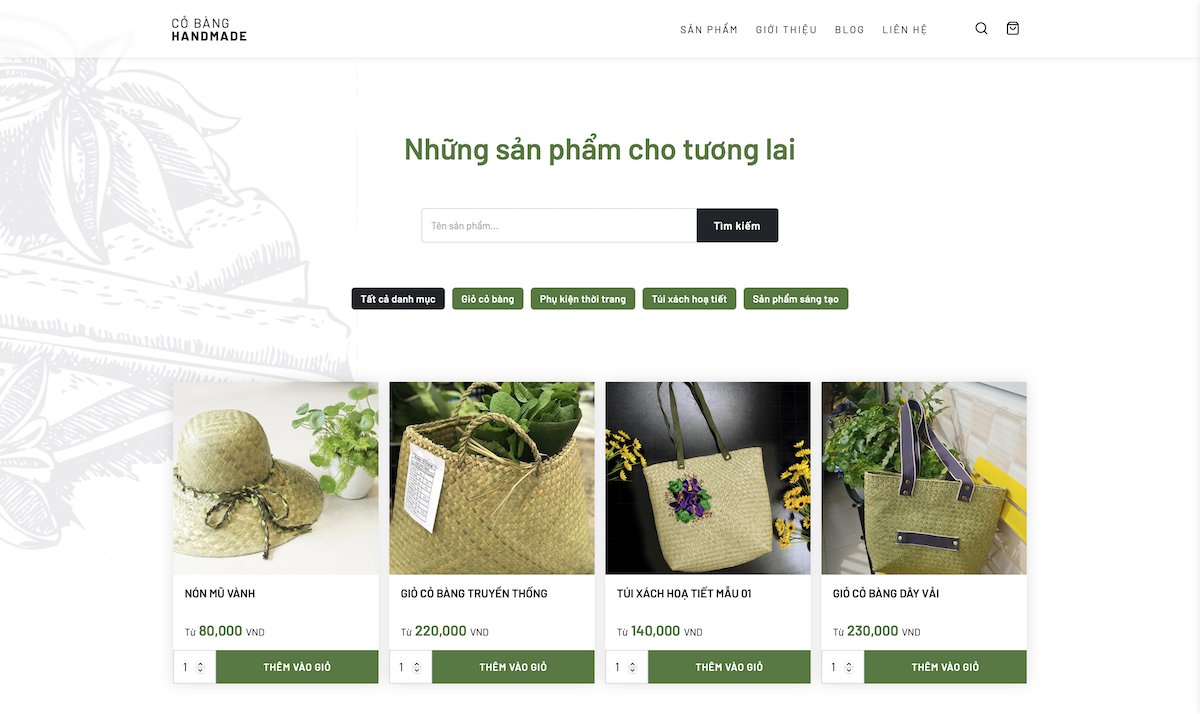 CỎ BÀNG
HANDMADE
SẢN PHẨM GIỚI THIỆU BLOG LIÊN HỆ
Những sản phẩm cho tương lai
Tên sản phẩm... Tìm kiếm
Tất cả danh mục Giỏ cỏ bàng Phụ kiện thời trang Túi xách hoạ tiết Sản phẩm sáng tạo
NÓN MŨ VÀNH
Từ 80,000 VND
1 THÊM VÀO GIỎ
GIỎ CỎ BÀNG TRUYỀN THỐNG
Từ 220,000 VND
1 THÊM VÀO GIỎ
TÚI XÁCH HOẠ TIẾT MẪU 01
Từ 140,000 VND
1 THÊM VÀO GIỎ
GIỎ CỎ BÀNG DÂY VẢI
Từ 230,000 VND
1 THÊM VÀO GIỎ